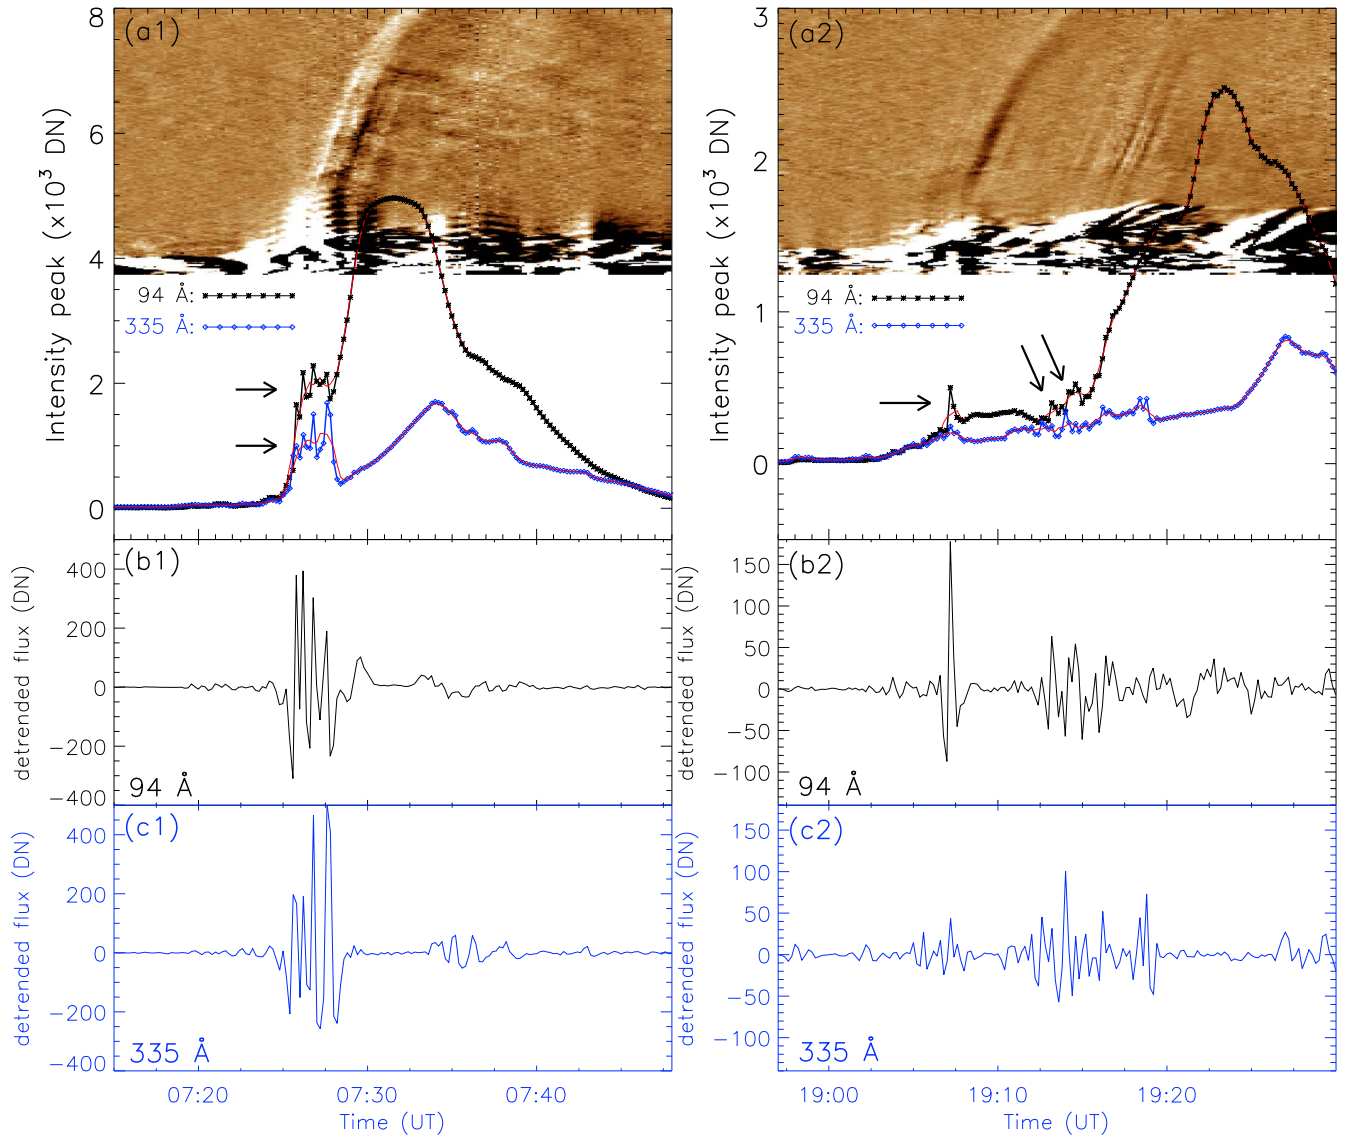 (a1)
8
6
4
2
0
Intensity peak (x10³ DN)
94 Å:
335 Å:
(a2)
3
2
1
0
Intensity peak (x10³ DN)
94 Å:
335 Å:
(b1)
400
200
0
−200
−400
detrended flux (DN)
94 Å
(b2)
150
100
50
0
−50
−100
detrended flux (DN)
94 Å
(c1)
400
200
0
−200
−400
detrended flux (DN)
335 Å
07:20 07:30 07:40
Time (UT)
(c2)
150
100
50
0
−50
−100
detrended flux (DN)
335 Å
19:00 19:10 19:20
Time (UT)